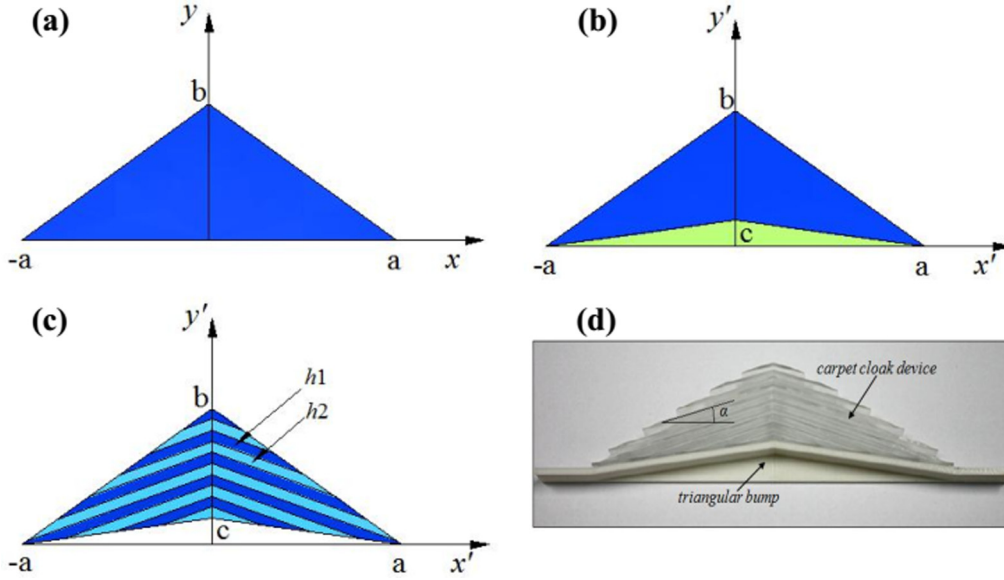 (a)
y
b
-a
a
x
(b)
y′
b
c
-a
a
x′
(c)
y′
h1
b
h2
c
-a
a
x′
(d)
carpet cloak device
α
triangular bump